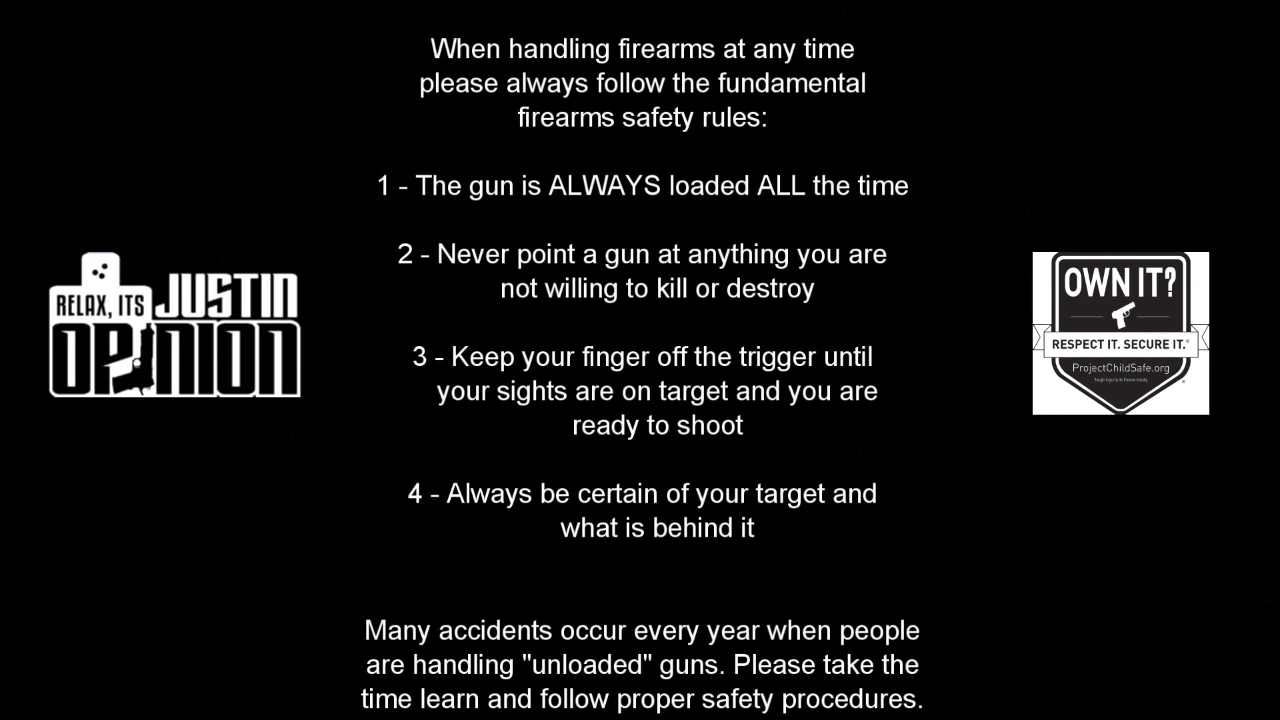 When handling firearms at any time
please always follow the fundamental
firearms safety rules:
1 - The gun is ALWAYS loaded ALL the time
2 - Never point a gun at anything you are
not willing to kill or destroy
3 - Keep your finger off the trigger until
your sights are on target and you are
ready to shoot
4 - Always be certain of your target and
what is behind it
Many accidents occur every year when people
are handling "unloaded" guns. Please take the
time learn and follow proper safety procedures.
RELAX, ITS JUSTIN
OPINION
OWN IT?
RESPECT IT. SECURE IT.®
ProjectChildSafe.org